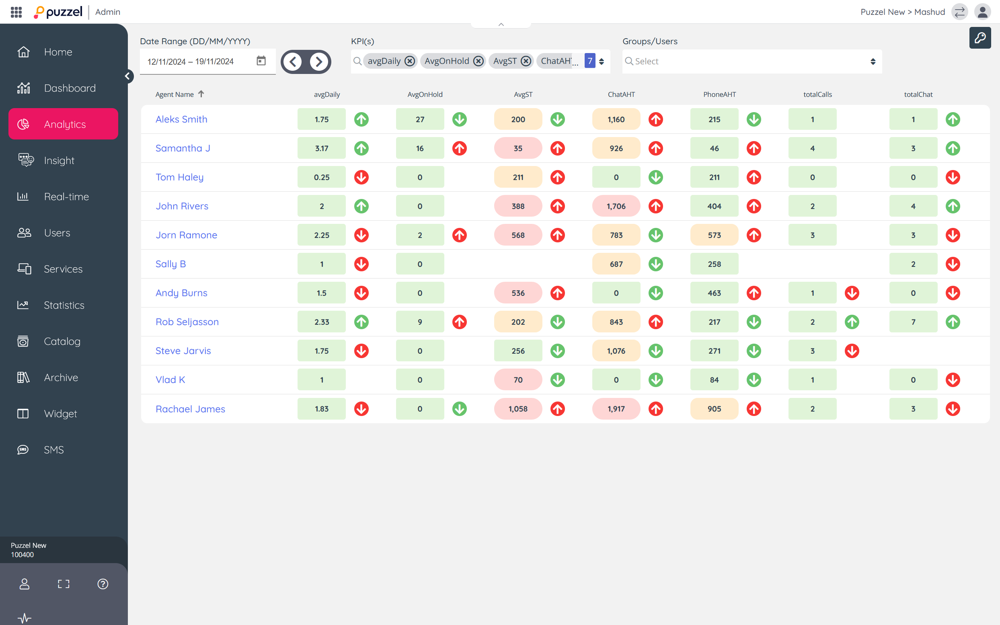 puzzel Admin Puzzel New > Mashud
Home
Dashboard
Analytics
Insight
Real-time
Users
Services
Statistics
Catalog
Archive
Widget
SMS
Puzzel New
100400
Date Range (DD/MM/YYYY) KPI(s) Groups/Users
12/11/2024 – 19/11/2024 avgDaily AvgOnHold AvgST ChatAHT... 7 Select
Agent Name avgDaily AvgOnHold AvgST ChatAHT PhoneAHT totalCalls totalChat
Aleks Smith 1.75 27 200 1,160 215 1 1
Samantha J 3.17 16 35 926 46 4 3
Tom Haley 0.25 0 211 0 211 0 0
John Rivers 2 0 388 1,706 404 2 4
Jorn Ramone 2.25 2 568 783 573 3 3
Sally B 1 0 687 258 2
Andy Burns 1.5 0 536 0 463 1 0
Rob Seljasson 2.33 9 202 843 217 2 7
Steve Jarvis 1.75 0 256 1,076 271 3
Vlad K 1 0 70 0 84 1 0
Rachael James 1.83 0 1,058 1,917 905 2 3